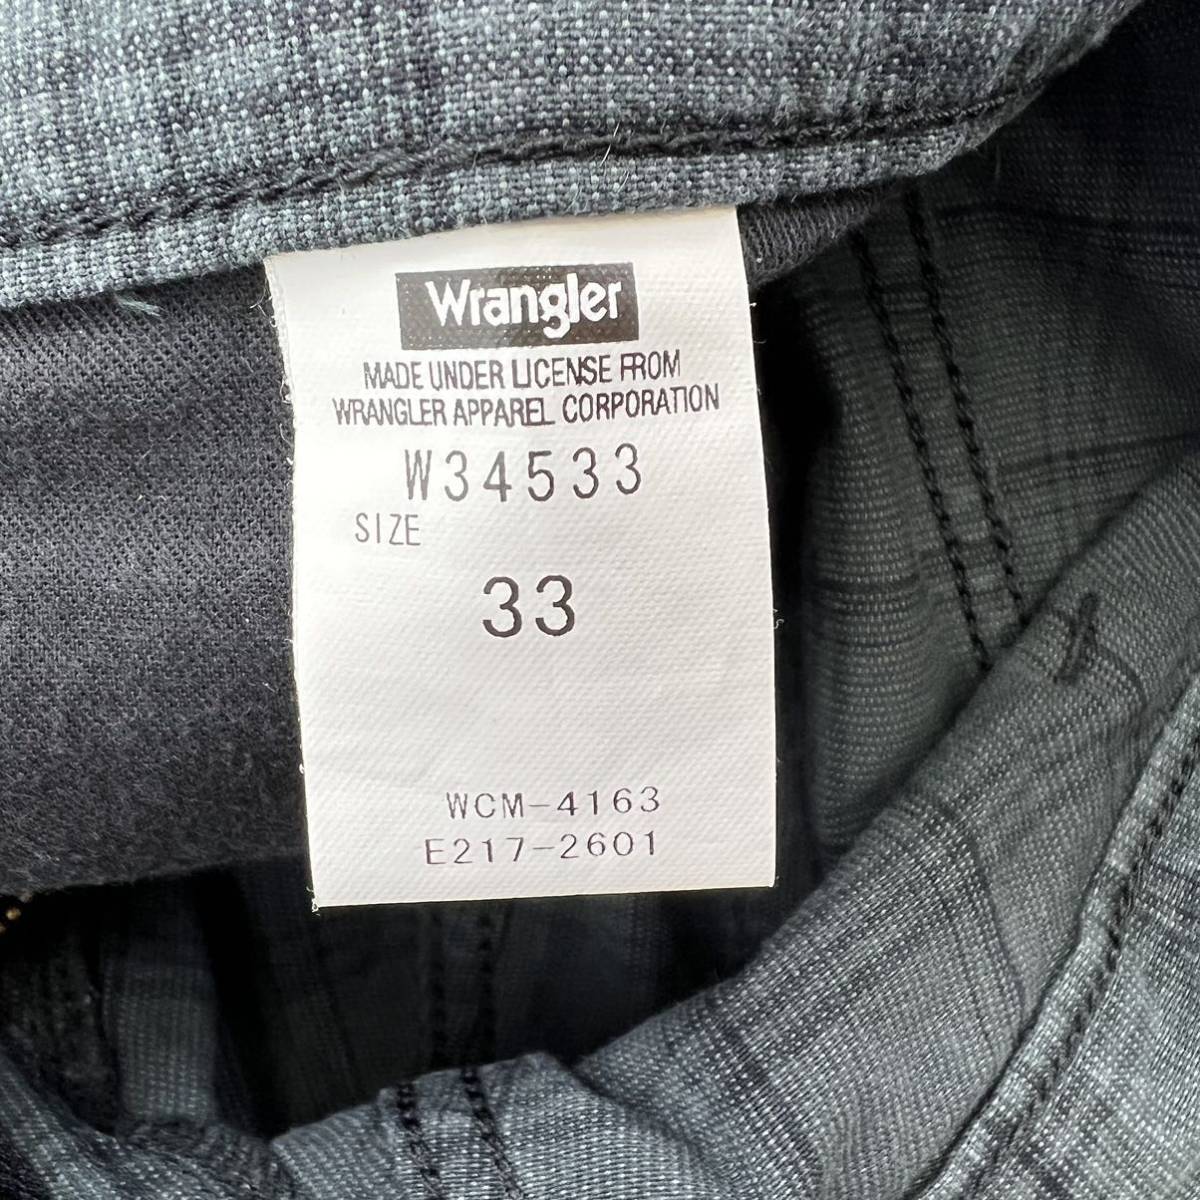 Wrangler
MADE UNDER LICENSE FROM
WRANGLER APPAREL CORPORATION
W34533
SIZE
33
WCM-4163
E217-2601